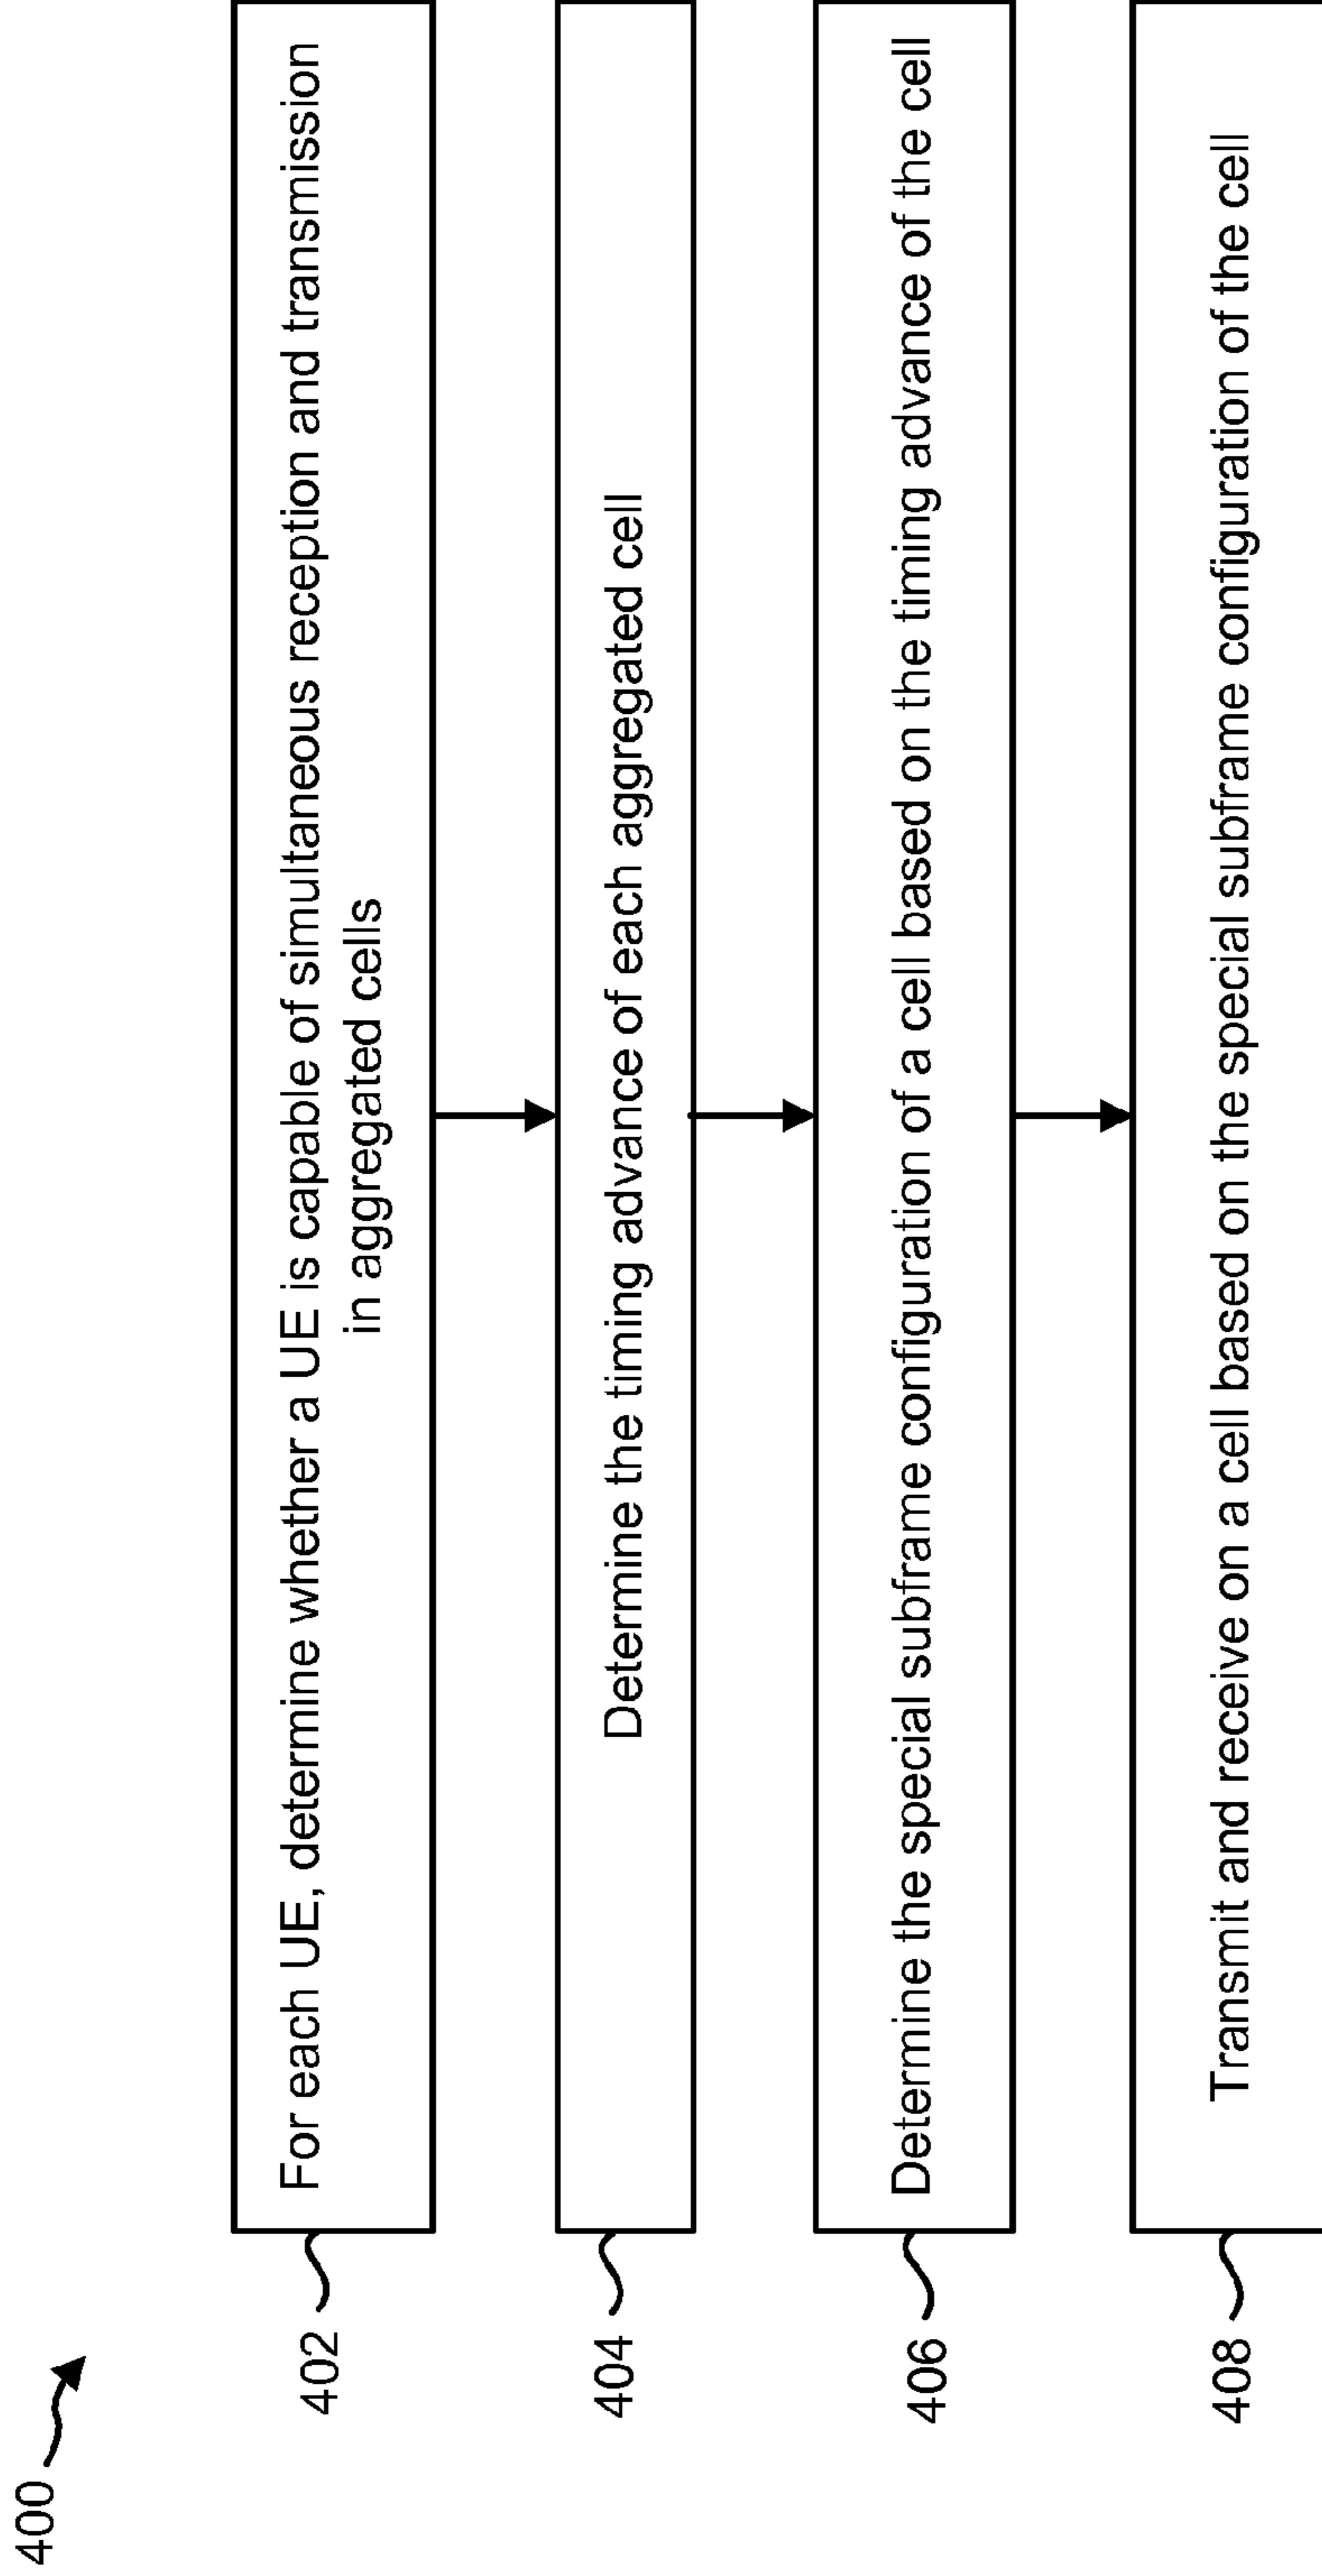 400
402
For each UE, determine whether a UE is capable of simultaneous reception and transmission
in aggregated cells
404
Determine the timing advance of each aggregated cell
406
Determine the special subframe configuration of a cell based on the timing advance of the cell
408
Transmit and receive on a cell based on the special subframe configuration of the cell